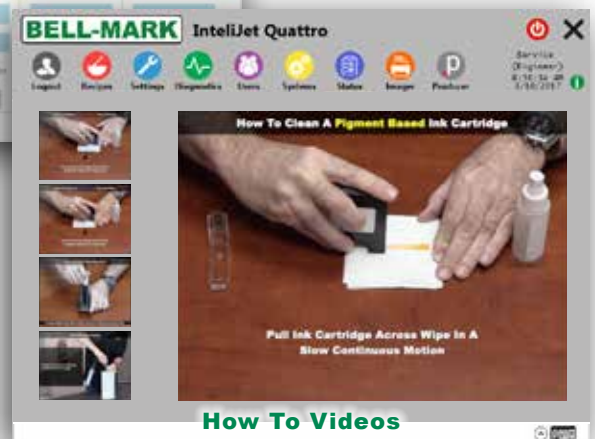 BELL-MARK InteliJet Quattro
Logout Recipes Settings Diagnostics Users Systems Status Imager Producer
Service
(Engineer)
How To Clean A Pigment Based Ink Cartridge
Pull Ink Cartridge Across Wipe In A
Slow Continuous Motion
How To Videos